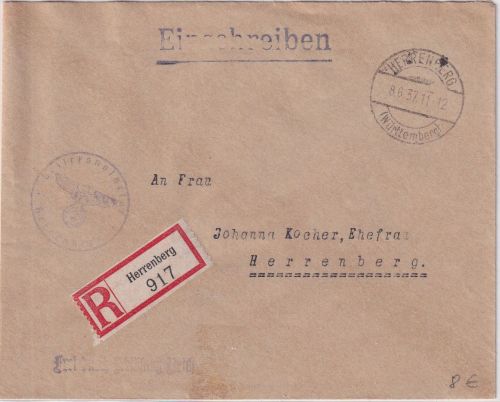 Einschreiben
HERRENBERG
8.6.37.11-12
(Württemberg)
An Frau
Johanna Kocher, Ehefrau
Herrenberg.
R
Herrenberg
917
8 €